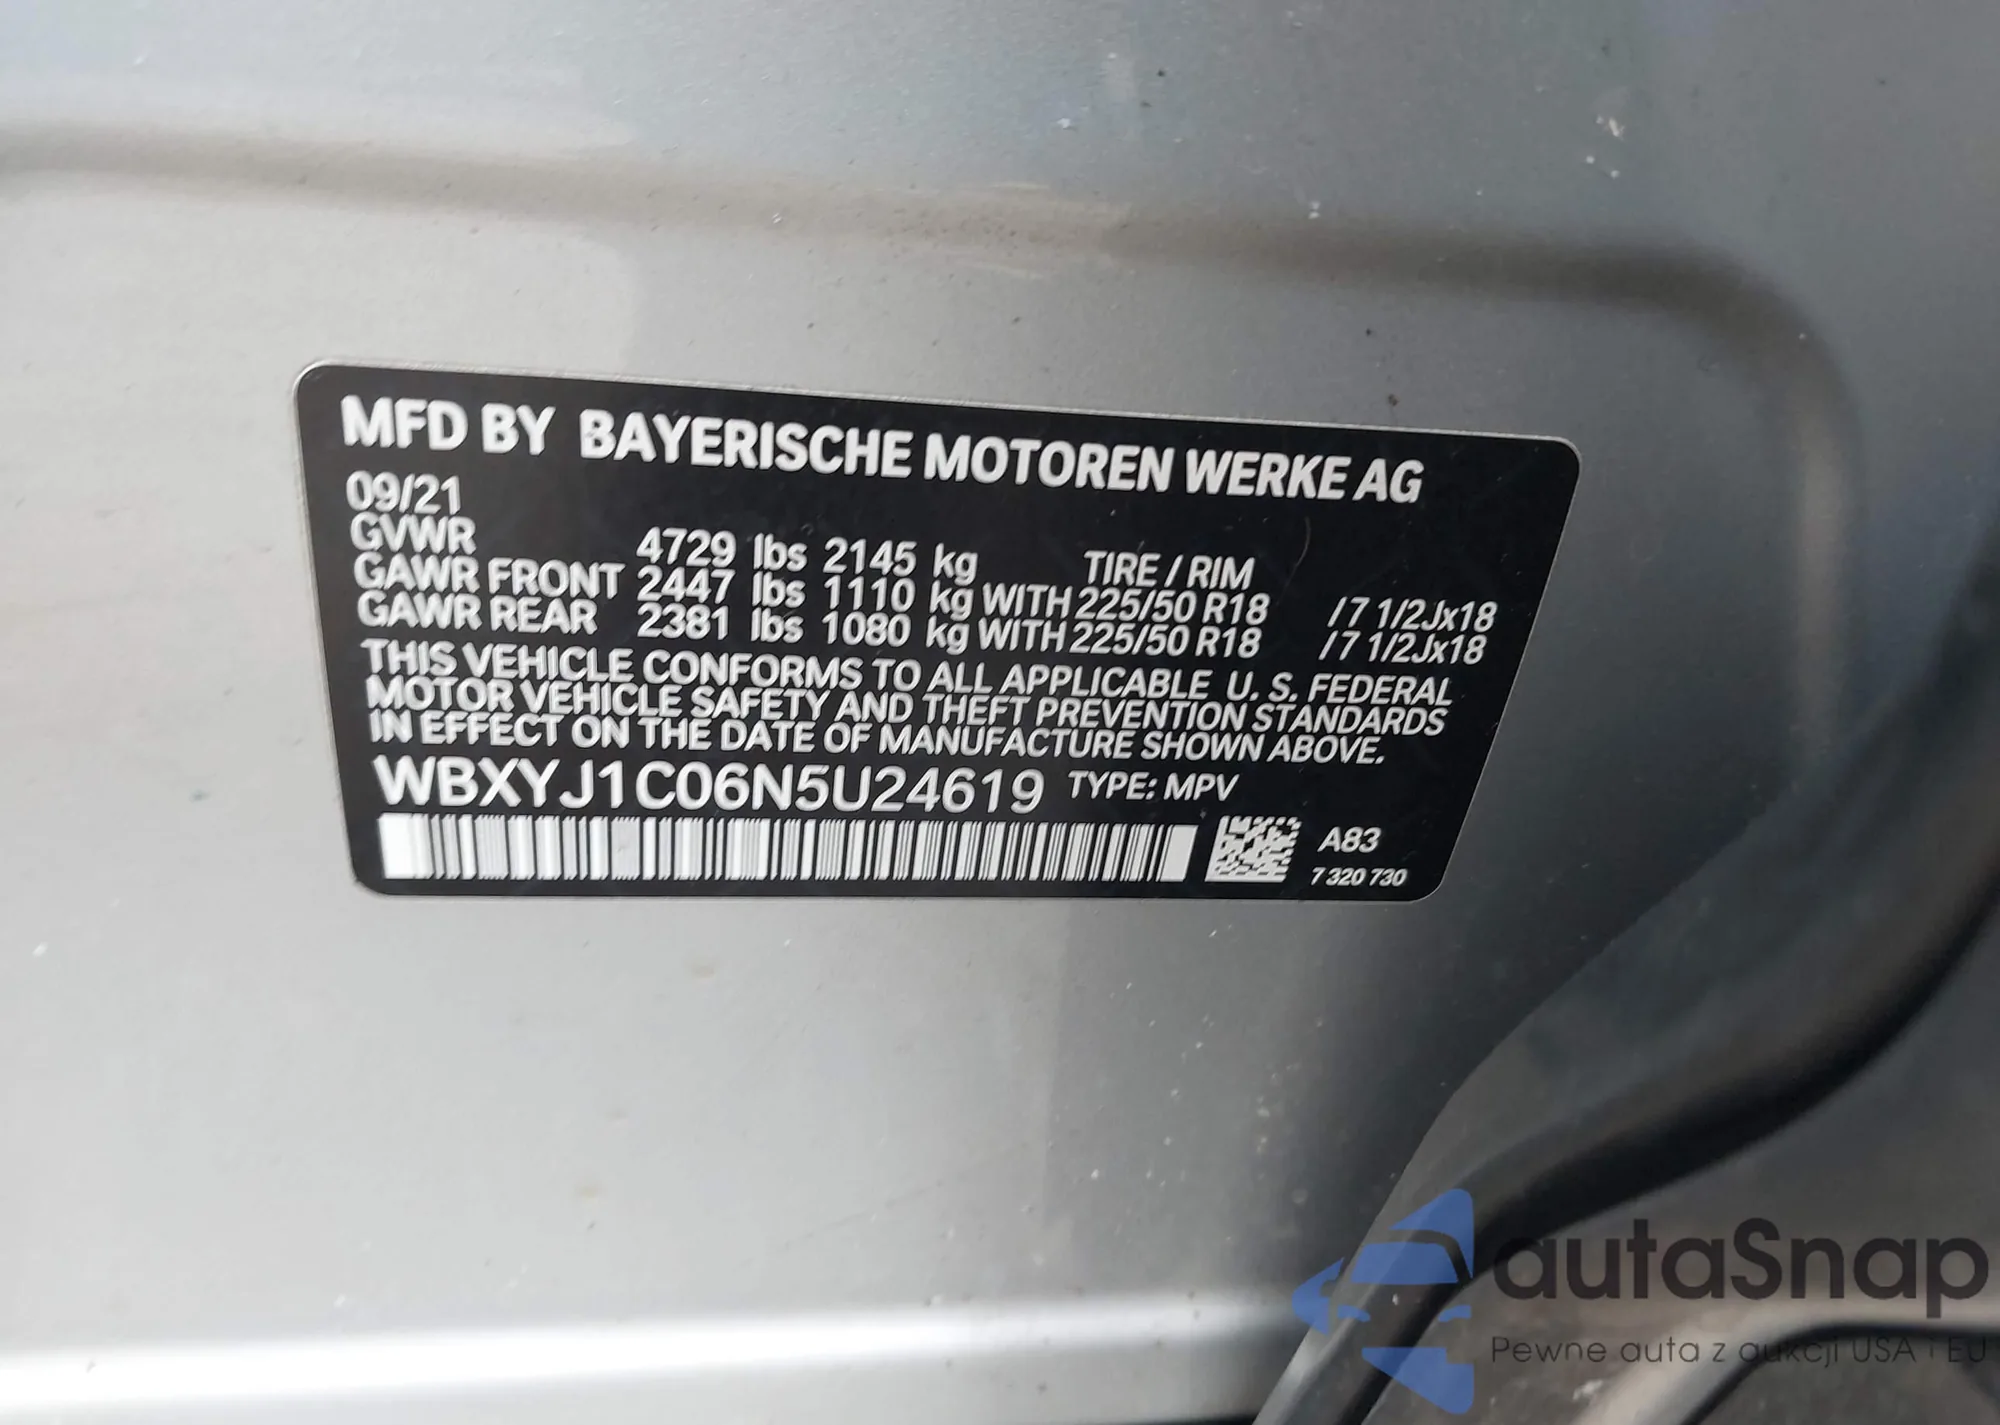 MFD BY BAYERISCHE MOTOREN WERKE AG
09/21
GVWR 4729 lbs 2145 kg TIRE / RIM
GAWR FRONT 2447 lbs 1110 kg WITH 225/50 R18 / 7 1/2Jx18
GAWR REAR 2381 lbs 1080 kg WITH 225/50 R18 / 7 1/2Jx18
THIS VEHICLE CONFORMS TO ALL APPLICABLE U. S. FEDERAL
MOTOR VEHICLE SAFETY AND THEFT PREVENTION STANDARDS
IN EFFECT ON THE DATE OF MANUFACTURE SHOWN ABOVE.
WBXYJ1C06N5U24619 TYPE: MPV
A83
7 320 730
autaSnap
Pewne auta z aukcji USA i EU